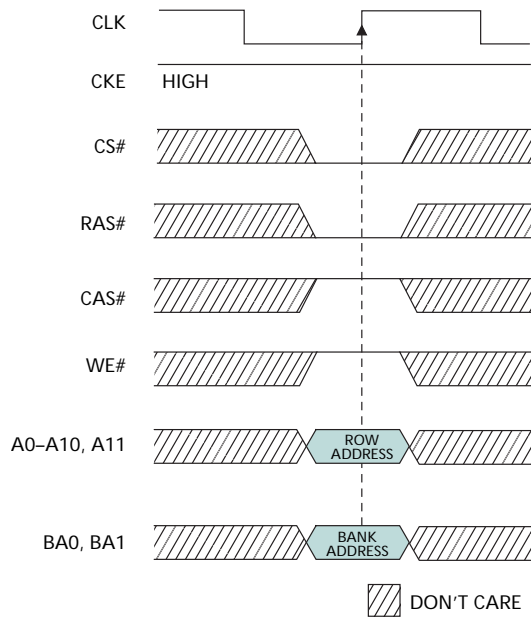 CLK
CKE HIGH
CS#
RAS#
CAS#
WE#
A0–A10, A11 ROW
ADDRESS
BA0, BA1 BANK
ADDRESS
DON'T CARE